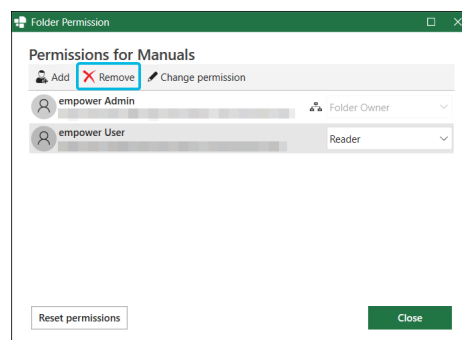 Folder Permission
Permissions for Manuals
Add Remove Change permission
empower Admin
Folder Owner
empower User
Reader
Reset permissions Close